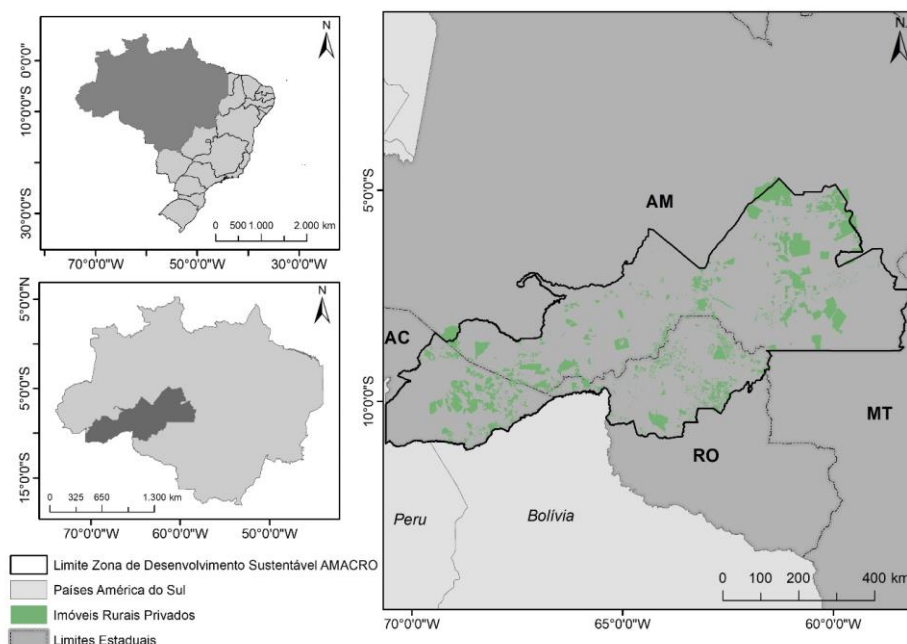 N
0°0'0"
10°0'0"S
30°0'0"S
0 500 1.000 2.000 km
70°0'0"W 50°0'0"W 30°0'0"W
N
5°0'0"N
5°0'0"S
15°0'0"S
0 325 650 1.300 km
70°0'0"W 60°0'0"W 50°0'0"W
Limite Zona de Desenvolvimento Sustentável AMACRO
Países América do Sul
Imóveis Rurais Privados
Limites Estaduais
N
5°0'0"S
10°0'0"S
AM
AC
MT
RO
Peru
Bolívia
0 100 200 400 km
70°0'0"W 65°0'0"W 60°0'0"W